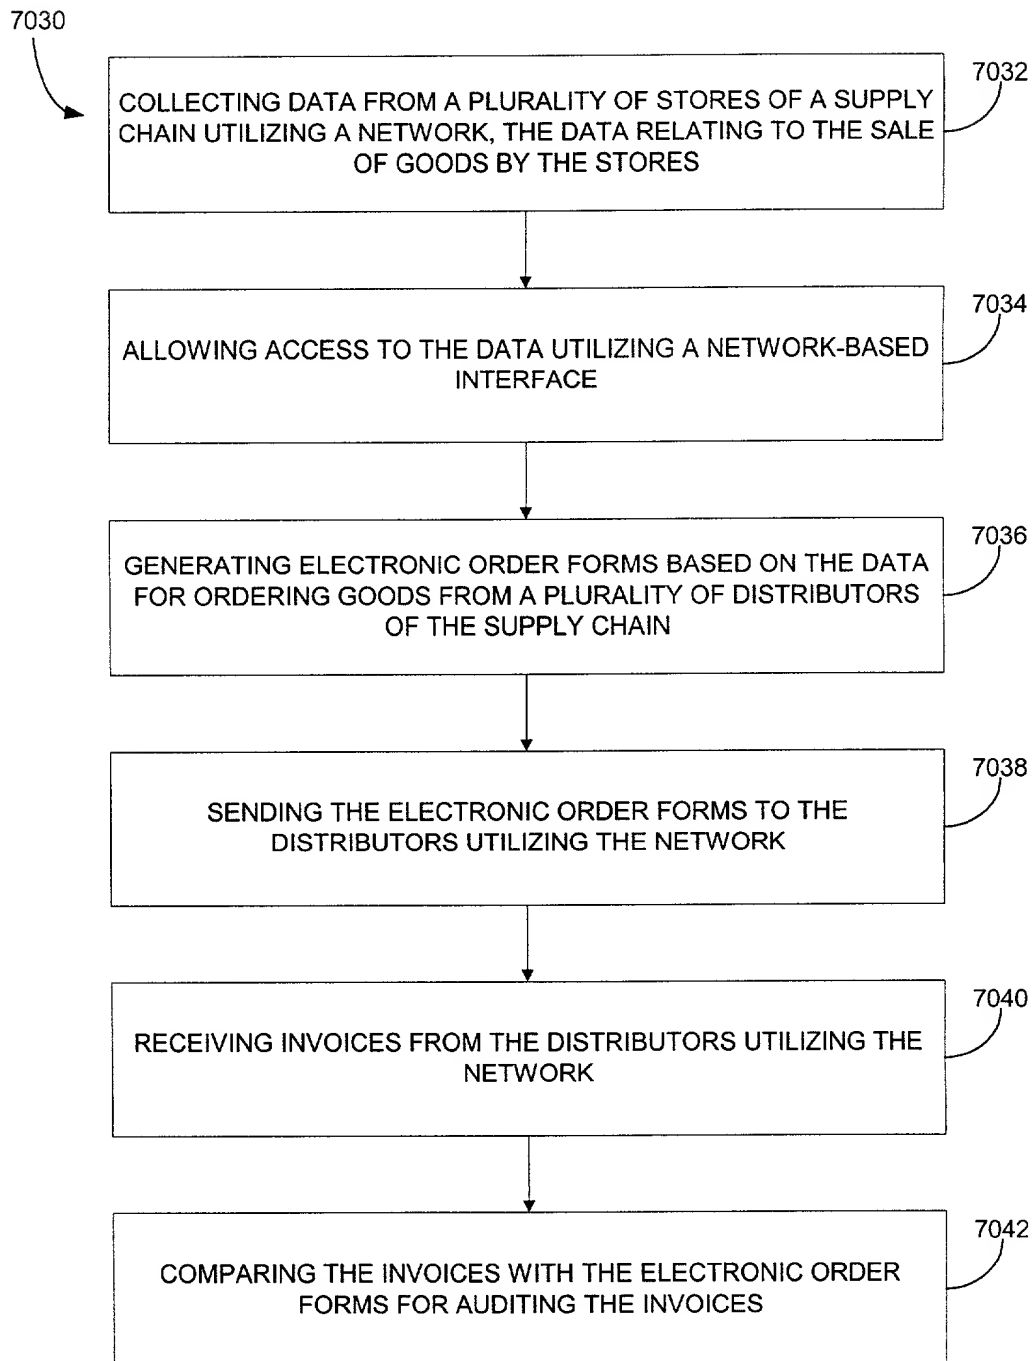 7030
7032
COLLECTING DATA FROM A PLURALITY OF STORES OF A SUPPLY
CHAIN UTILIZING A NETWORK, THE DATA RELATING TO THE SALE
OF GOODS BY THE STORES
7034
ALLOWING ACCESS TO THE DATA UTILIZING A NETWORK-BASED
INTERFACE
7036
GENERATING ELECTRONIC ORDER FORMS BASED ON THE DATA
FOR ORDERING GOODS FROM A PLURALITY OF DISTRIBUTORS
OF THE SUPPLY CHAIN
7038
SENDING THE ELECTRONIC ORDER FORMS TO THE
DISTRIBUTORS UTILIZING THE NETWORK
7040
RECEIVING INVOICES FROM THE DISTRIBUTORS UTILIZING THE
NETWORK
7042
COMPARING THE INVOICES WITH THE ELECTRONIC ORDER
FORMS FOR AUDITING THE INVOICES